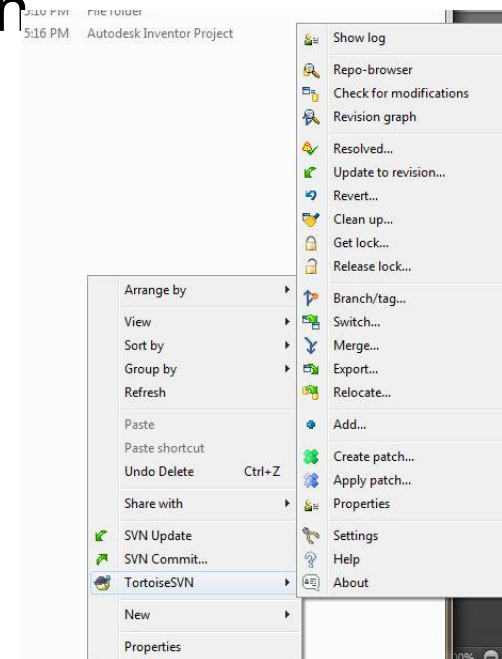 n
5:16 PM File folder
5:16 PM Autodesk Inventor Project
Show log
Repo-browser
Check for modifications
Revision graph
Resolved...
Update to revision...
Revert...
Clean up...
Get lock...
Release lock...
Branch/tag...
Switch...
Merge...
Export...
Relocate...
Add...
Create patch...
Apply patch...
Properties
Settings
Help
About
Arrange by
View
Sort by
Group by
Refresh
Paste
Paste shortcut
Undo Delete Ctrl+Z
Share with
SVN Update
SVN Commit...
TortoiseSVN
New
Properties